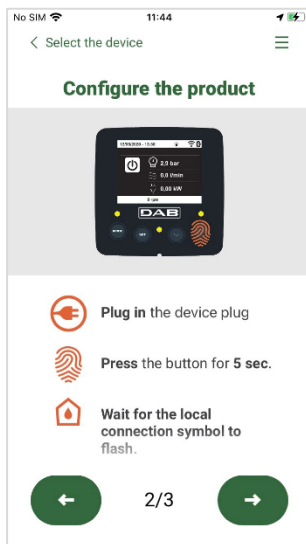 No SIM 11:44
Select the device
Configure the product
2,9 bar
0,0 l/min
0,00 kW
DAB
Plug in the device plug
Press the button for 5 sec.
Wait for the local
connection symbol to
flash.
2/3